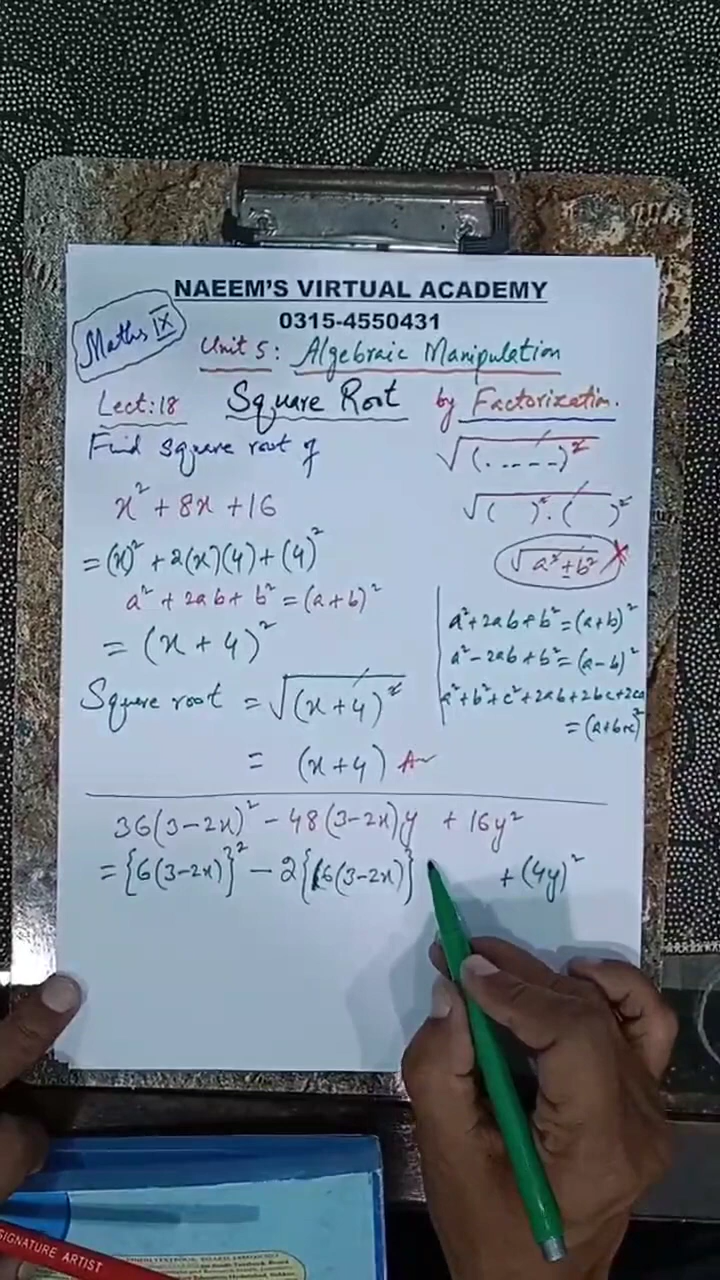 NAEEM'S VIRTUAL ACADEMY
0315-4550431
Maths IX
Unit 5: Algebraic Manipulation
Lect: 18 Square Root by Factorization.
Find square root of
x² + 8x + 16
= (x)² + 2(x)(4) + (4)²
a² + 2ab + b² = (a+b)²
= (x + 4)²
Square root = √(x+4)²
= (x+4) Ans
√(. - - - -)²
√( )² . ( )²
√a² ± b² ×
a²+2ab+b²=(a+b)²
a²-2ab+b²=(a-b)²
a²+b²+c²+2ab+2bc+2ca
=(a+b+c)²
36(3-2x)² - 48(3-2x)y + 16y²
= {6(3-2x)}² - 2{6(3-2x)} + (4y)²
SIGNATURE ARTIST